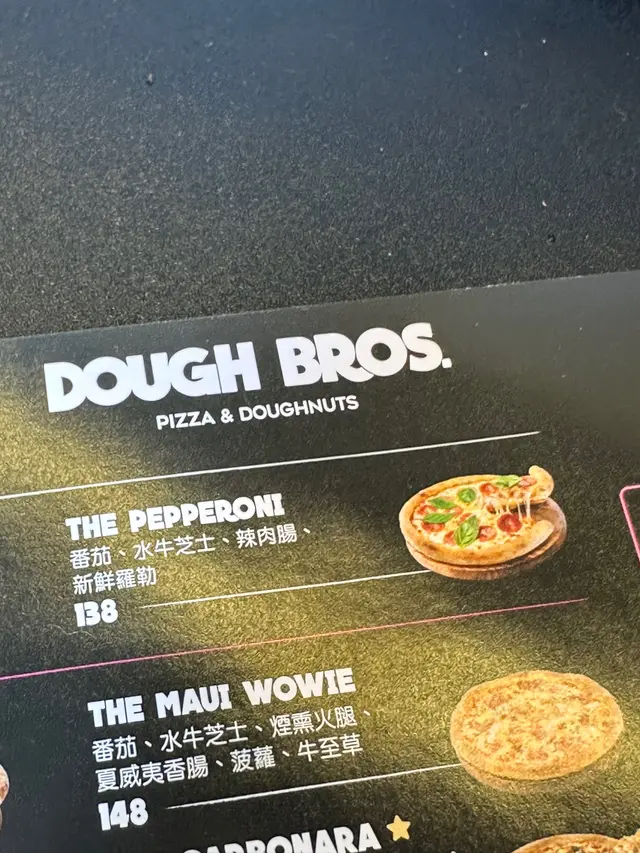 DOUGH BROS.
PIZZA & DOUGHNUTS
THE PEPPERONI
番茄、水牛芝士、辣肉腸、
新鮮羅勒
138
THE MAUI WOWIE
番茄、水牛芝士、煙熏火腿、
夏威夷香腸、菠蘿、牛至草
148
CARBONARA